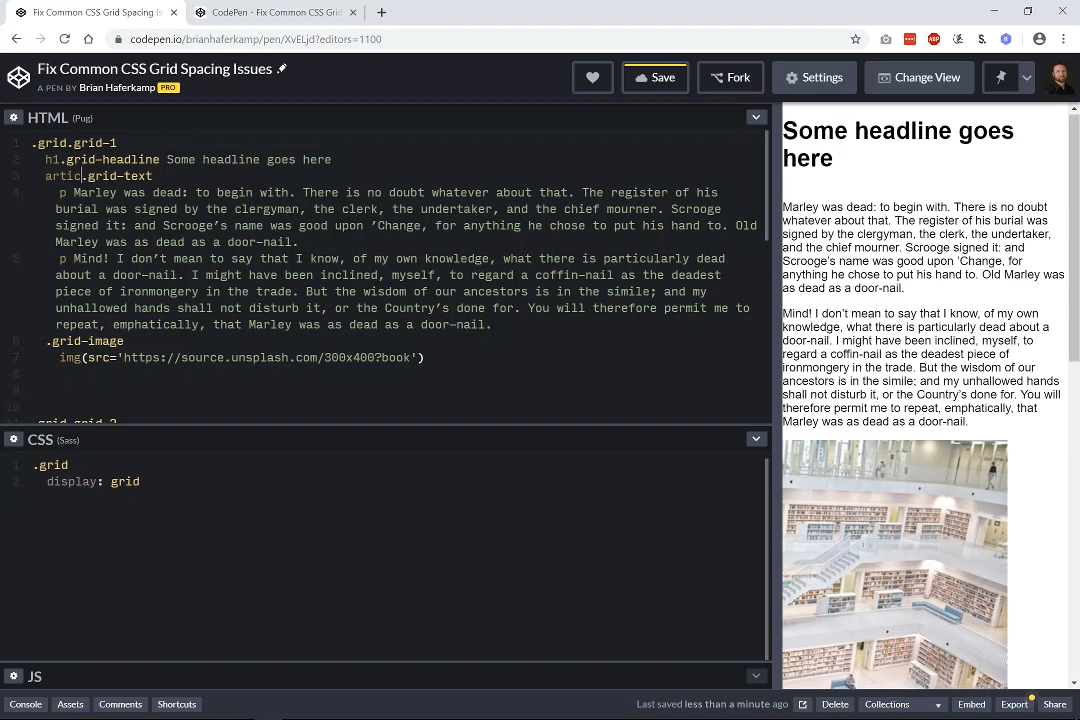 Fix Common CSS Grid Spacing Is
CodePen - Fix Common CSS Grid
codepen.io/brianhaferkamp/pen/XvELjd?editors=1100
Fix Common CSS Grid Spacing Issues
A PEN BY Brian Haferkamp PRO
Save
Fork
Settings
Change View
HTML (Pug)
1 .grid.grid-1
2 h1.grid-headline Some headline goes here
3 artic.grid-text
4 p Marley was dead: to begin with. There is no doubt whatever about that. The register of his
burial was signed by the clergyman, the clerk, the undertaker, and the chief mourner. Scrooge
signed it: and Scrooge’s name was good upon ’Change, for anything he chose to put his hand to. Old
Marley was as dead as a door-nail.
5 p Mind! I don’t mean to say that I know, of my own knowledge, what there is particularly dead
about a door-nail. I might have been inclined, myself, to regard a coffin-nail as the deadest
piece of ironmongery in the trade. But the wisdom of our ancestors is in the simile; and my
unhallowed hands shall not disturb it, or the Country’s done for. You will therefore permit me to
repeat, emphatically, that Marley was as dead as a door-nail.
6 .grid-image
7 img(src='https://source.unsplash.com/300x400?book')
8
9
10
11 .grid.grid-2
CSS (Sass)
1 .grid
2 display: grid
JS
Some headline goes
here
Marley was dead: to begin with. There is no doubt
whatever about that. The register of his burial was
signed by the clergyman, the clerk, the undertaker,
and the chief mourner. Scrooge signed it: and
Scrooge’s name was good upon ’Change, for
anything he chose to put his hand to. Old Marley was
as dead as a door-nail.
Mind! I don’t mean to say that I know, of my own
knowledge, what there is particularly dead about a
door-nail. I might have been inclined, myself, to
regard a coffin-nail as the deadest piece of
ironmongery in the trade. But the wisdom of our
ancestors is in the simile; and my unhallowed hands
shall not disturb it, or the Country’s done for. You will
therefore permit me to repeat, emphatically, that
Marley was as dead as a door-nail.
Console
Assets
Comments
Shortcuts
Last saved less than a minute ago
Delete
Collections
Embed
Export
Share